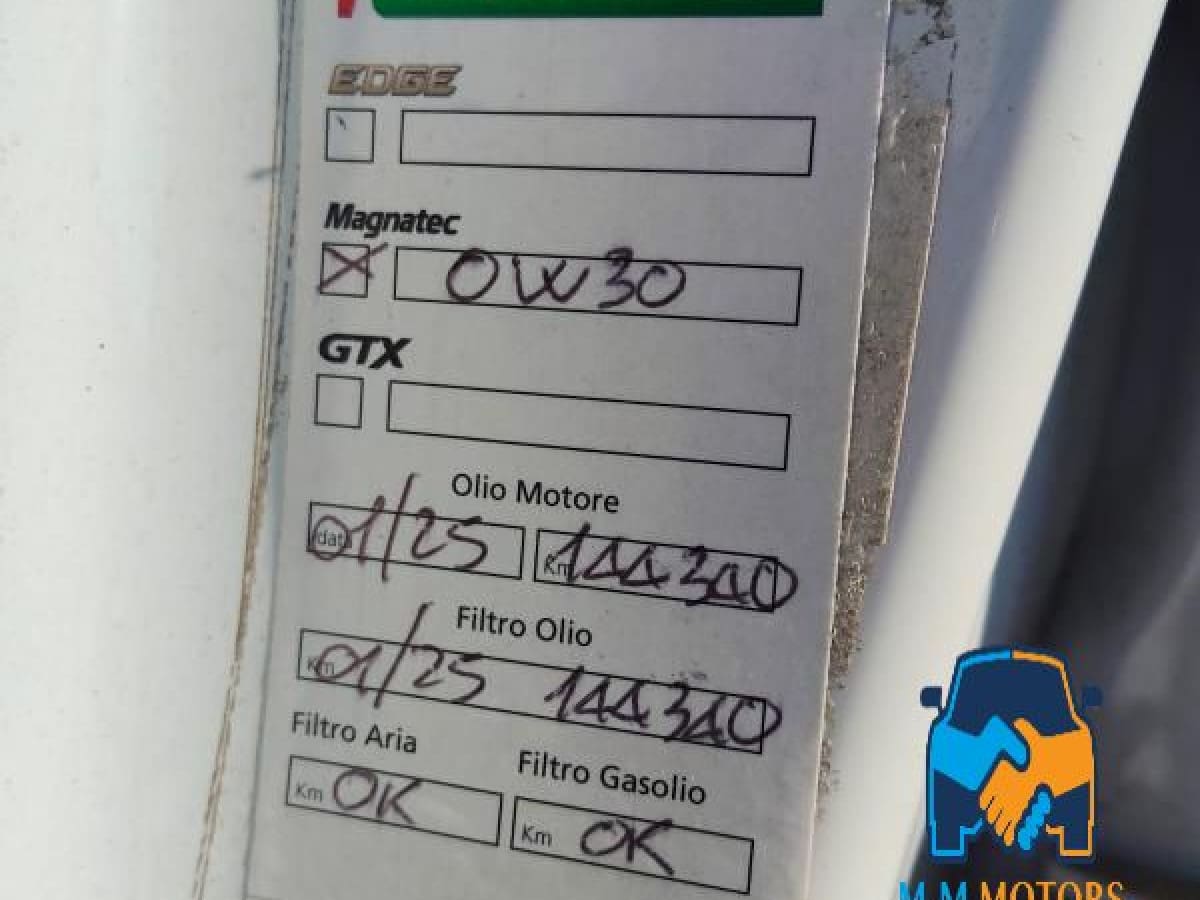 EDGE
Magnatec
0W30
GTX
Olio Motore
data 01/25 Km 144340
Filtro Olio
Km 01/25 144340
Filtro Aria Filtro Gasolio
Km OK Km OK
M.M MOTORS